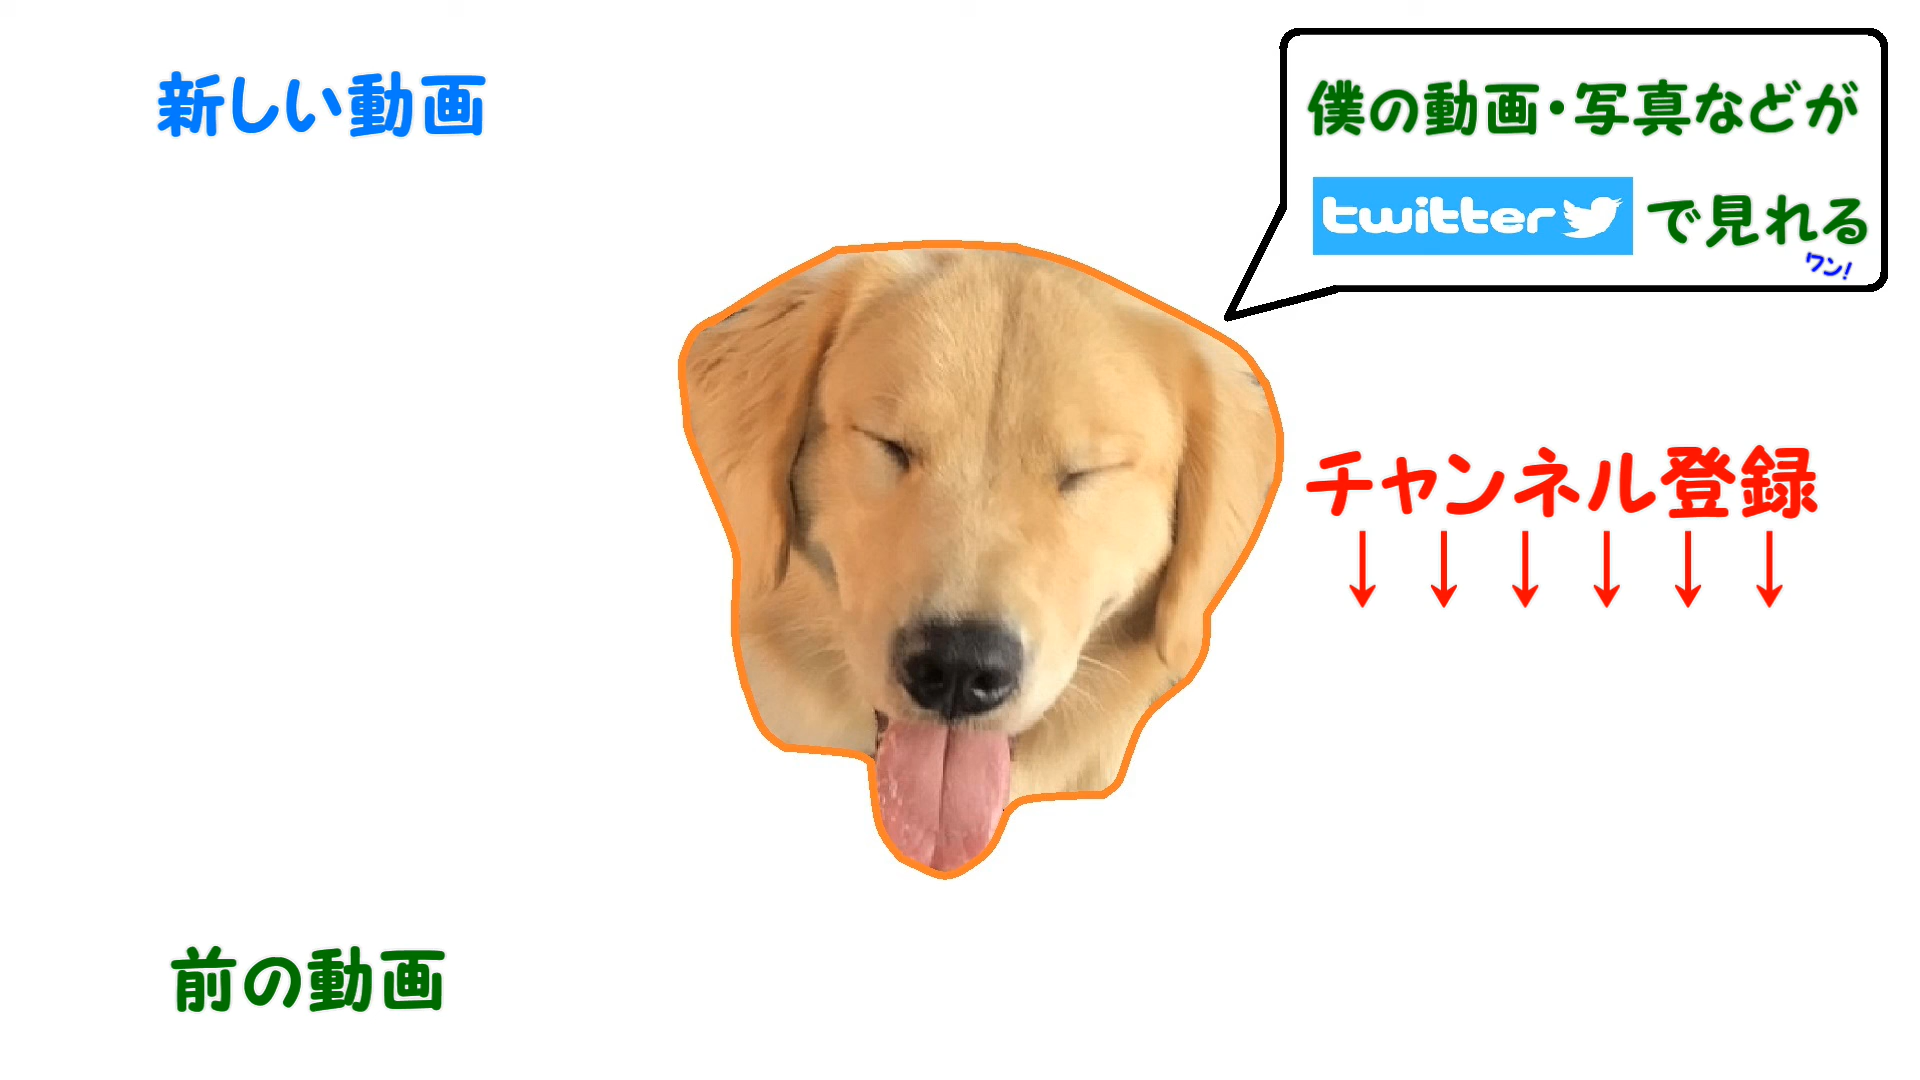 新しい動画
僕の動画・写真などが
twitter で見れる
ワン!
チャンネル登録
↓ ↓ ↓ ↓ ↓ ↓
前の動画